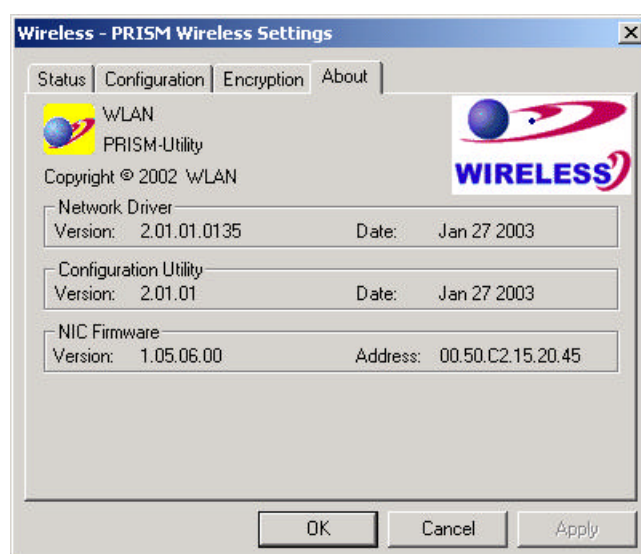 Wireless - PRISM Wireless Settings
Status Configuration Encryption About
WLAN
PRISM-Utility
Copyright © 2002 WLAN
WIRELESS
Network Driver
Version: 2.01.01.0135 Date: Jan 27 2003
Configuration Utility
Version: 2.01.01 Date: Jan 27 2003
NIC Firmware
Version: 1.05.06.00 Address: 00.50.C2.15.20.45
OK Cancel Apply